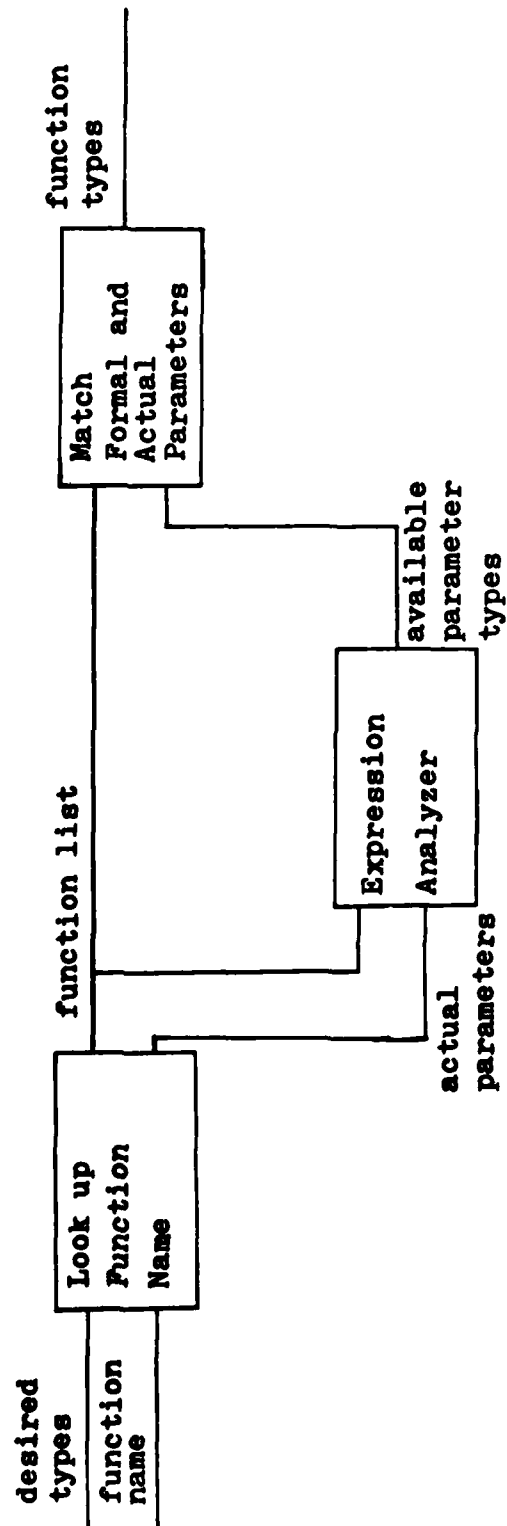 desired
types
function
name
Look up
Function
Name
function list
actual
parameters
Expression
Analyzer
available
parameter
types
Match
Formal and
Actual
Parameters
function
types